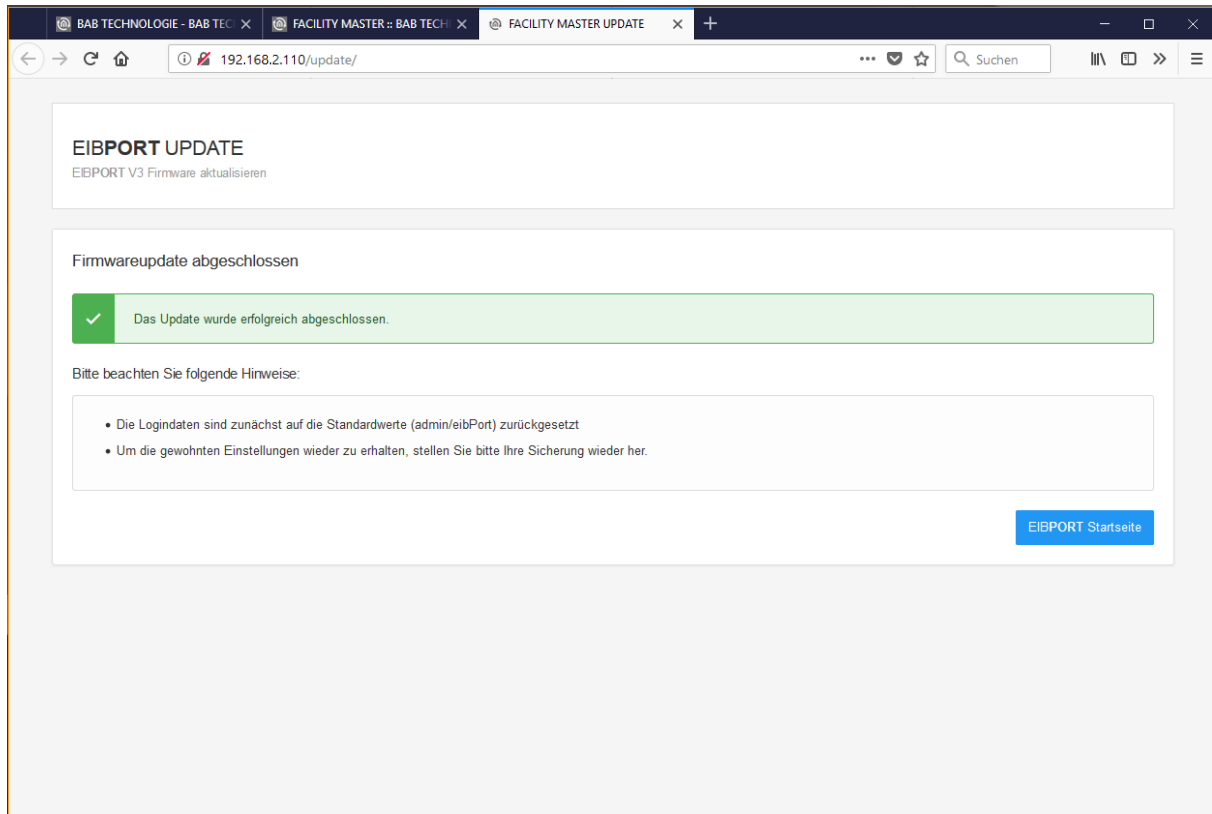 BAB TECHNOLOGIE - BAB TEC
FACILITY MASTER :: BAB TECH
FACILITY MASTER UPDATE
192.168.2.110/update/
Suchen
EIBPORT UPDATE
EIBPORT V3 Firmware aktualisieren
Firmwareupdate abgeschlossen
Das Update wurde erfolgreich abgeschlossen.
Bitte beachten Sie folgende Hinweise:
• Die Logindaten sind zunächst auf die Standardwerte (admin/eibPort) zurückgesetzt
• Um die gewohnten Einstellungen wieder zu erhalten, stellen Sie bitte Ihre Sicherung wieder her.
EIBPORT Startseite